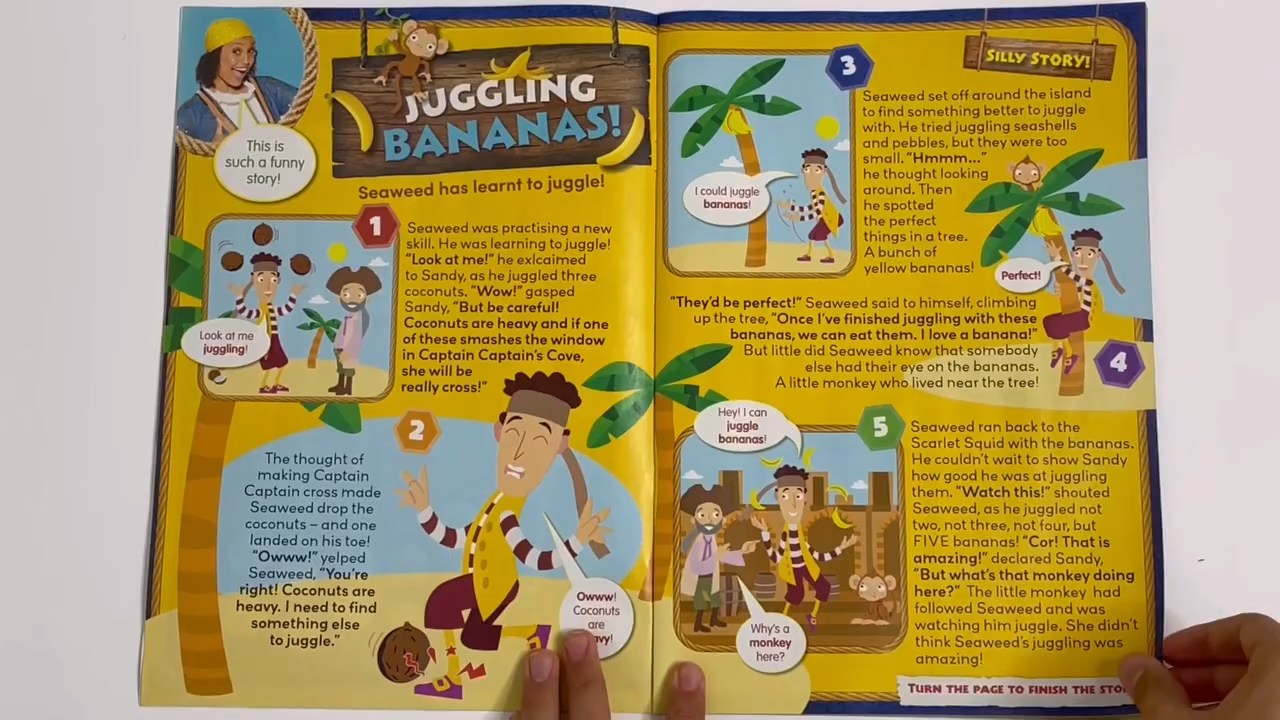 This is
such a funny
story!
JUGGLING
BANANAS!
Seaweed has learnt to juggle!
1
Seaweed was practising a new
skill. He was learning to juggle!
"Look at me!" he exlcaimed
to Sandy, as he juggled three
coconuts. "Wow!" gasped
Sandy, "But be careful!
Coconuts are heavy and if one
of these smashes the window
in Captain Captain's Cove,
she will be
really cross!"
Look at me
juggling!
2
The thought of
making Captain
Captain cross made
Seaweed drop the
coconuts – and one
landed on his toe!
"Owww!" yelped
Seaweed, "You're
right! Coconuts are
heavy. I need to find
something else
to juggle."
Owww!
Coconuts
are
SILLY STORY!
3
Seaweed set off around the island
to find something better to juggle
with. He tried juggling seashells
and pebbles, but they were too
small. "Hmmm..."
he thought looking
around. Then
he spotted
the perfect
things in a tree.
A bunch of
yellow bananas!
I could juggle
bananas!
Perfect!
"They'd be perfect!" Seaweed said to himself, climbing
up the tree, "Once I've finished juggling with these
bananas, we can eat them. I love a banana!"
But little did Seaweed know that somebody
else had their eye on the bananas.
A little monkey who lived near the tree!
4
Hey! I can
juggle
bananas!
5
Seaweed ran back to the
Scarlet Squid with the bananas.
He couldn't wait to show Sandy
how good he was at juggling
them. "Watch this!" shouted
Seaweed, as he juggled not
two, not three, not four, but
FIVE bananas! "Cor! That is
amazing!" declared Sandy,
"But what's that monkey doing
here?" The little monkey had
followed Seaweed and was
watching him juggle. She didn't
think Seaweed's juggling was
amazing!
Why's a
monkey
here?
TURN THE PAGE TO FINISH THE